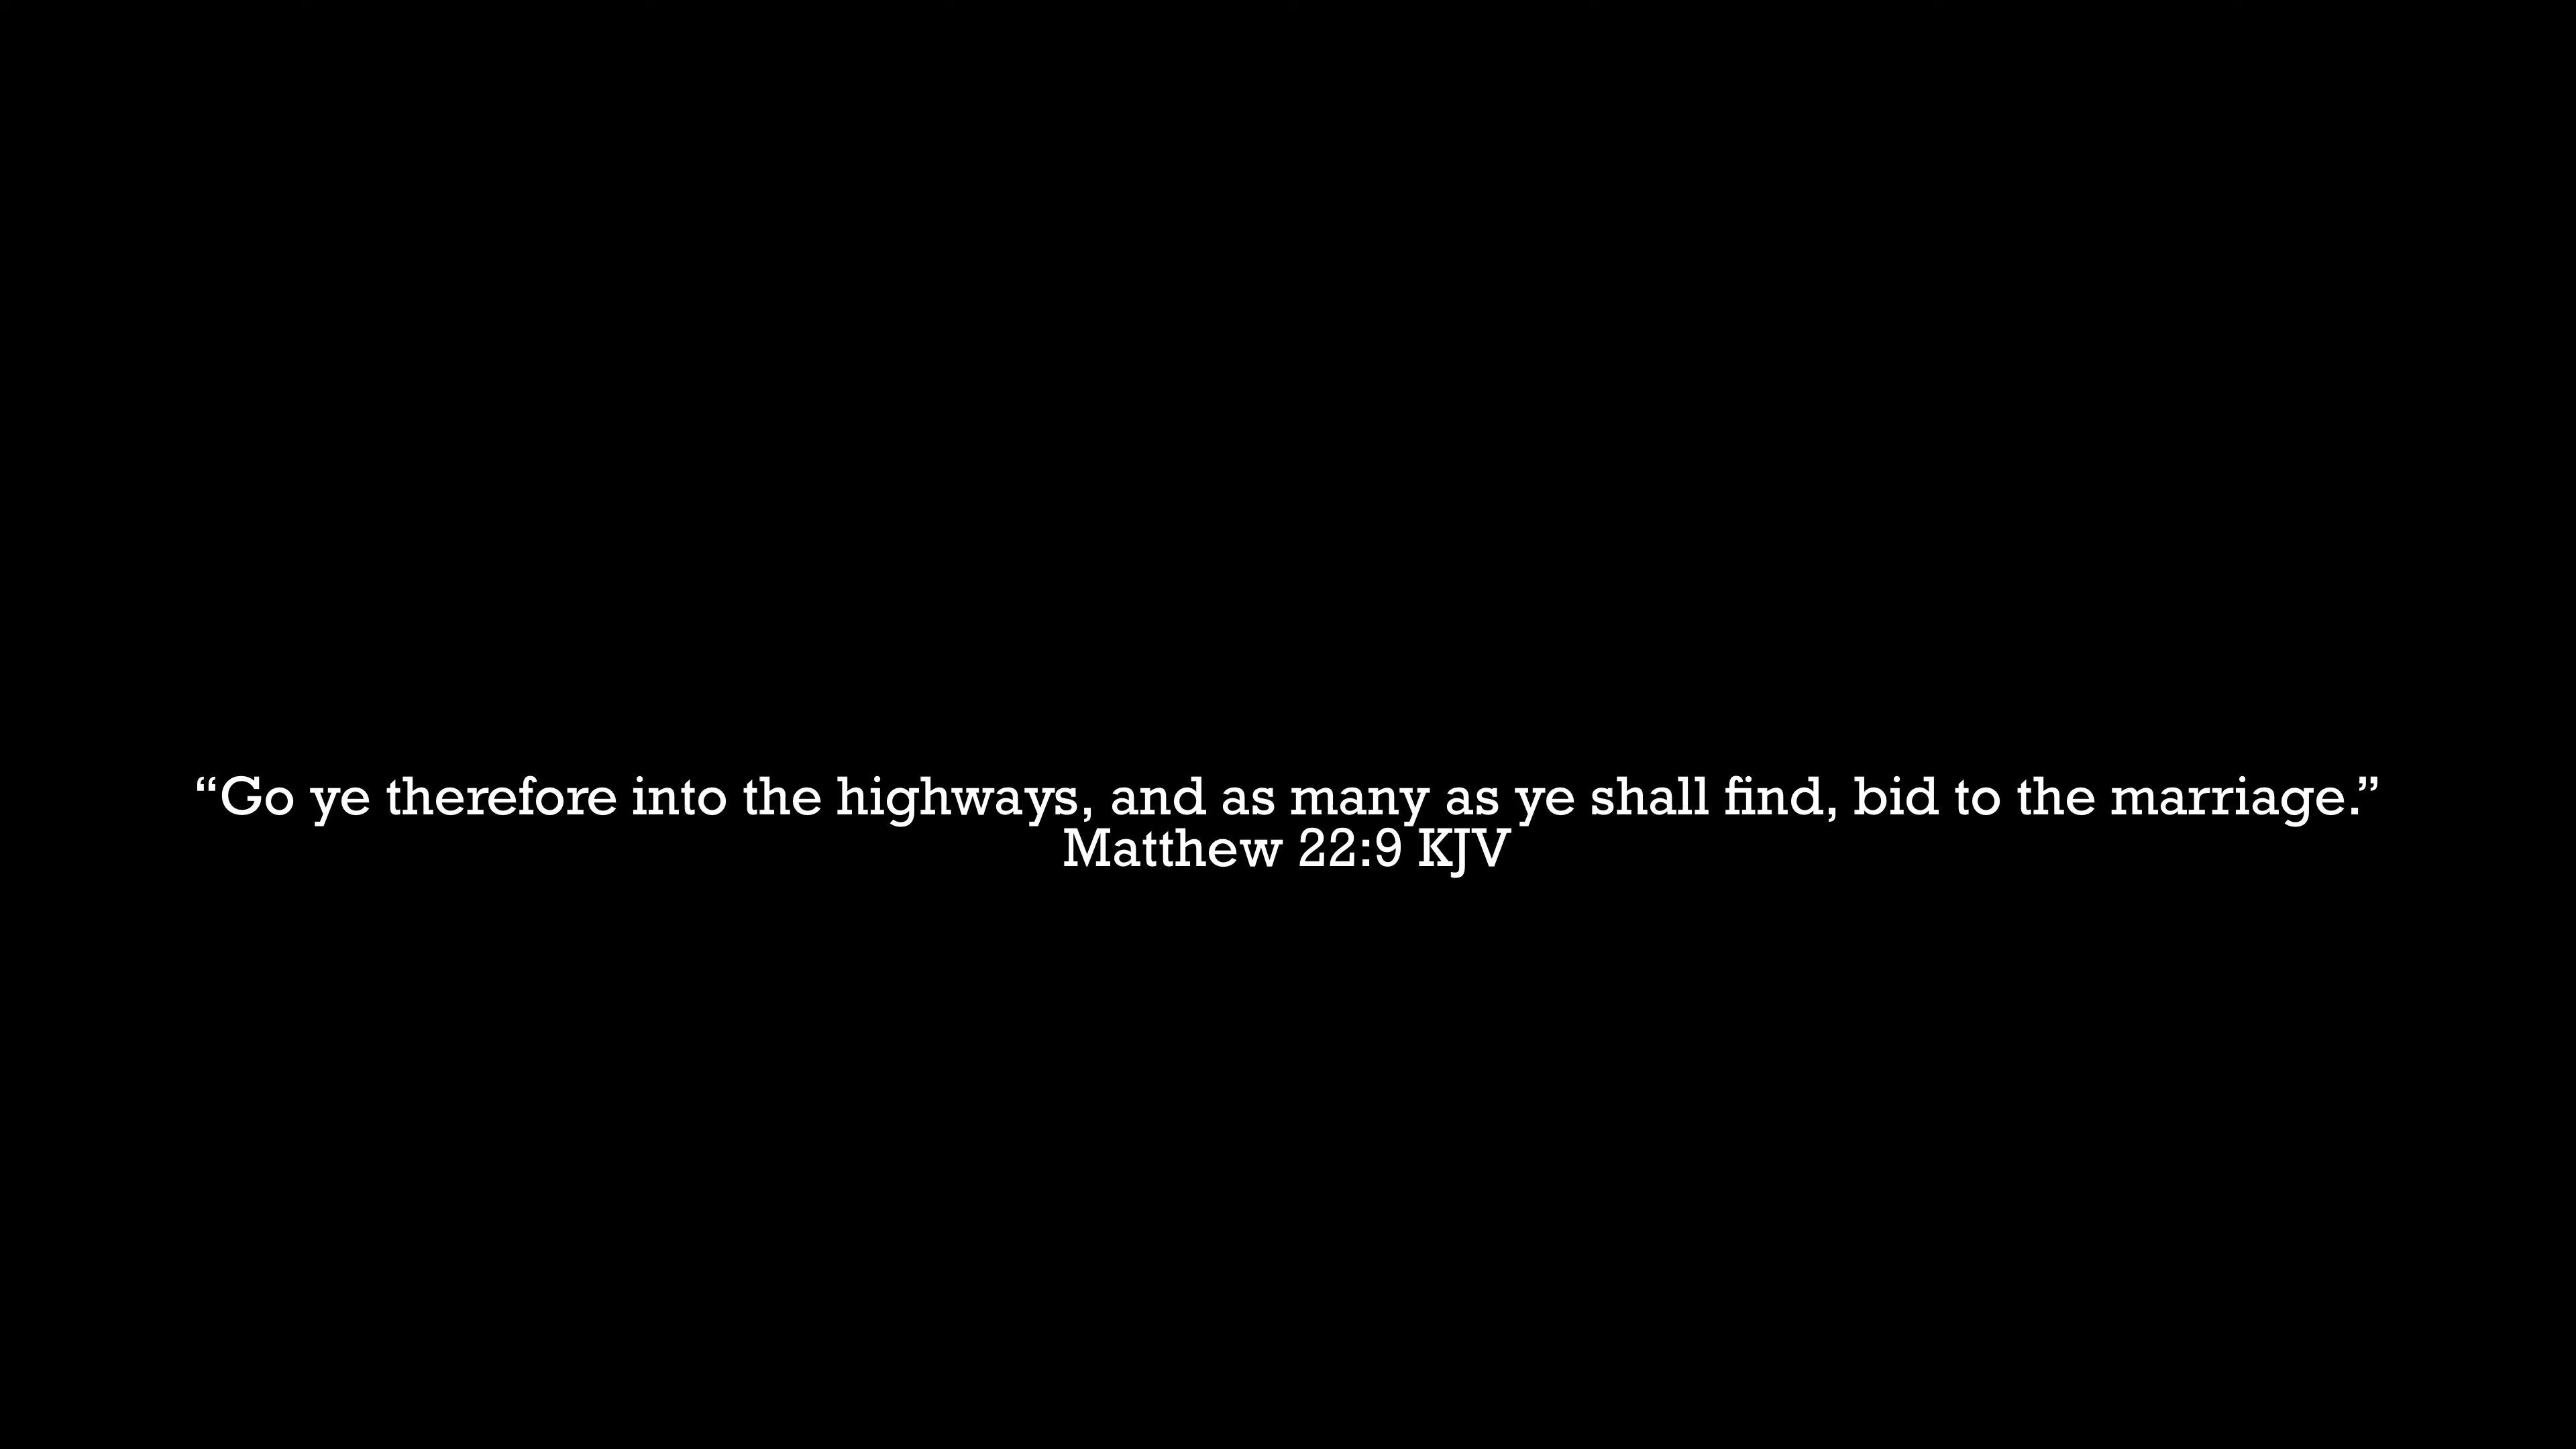 “Go ye therefore into the highways, and as many as ye shall find, bid to the marriage.”
Matthew 22:9 KJV